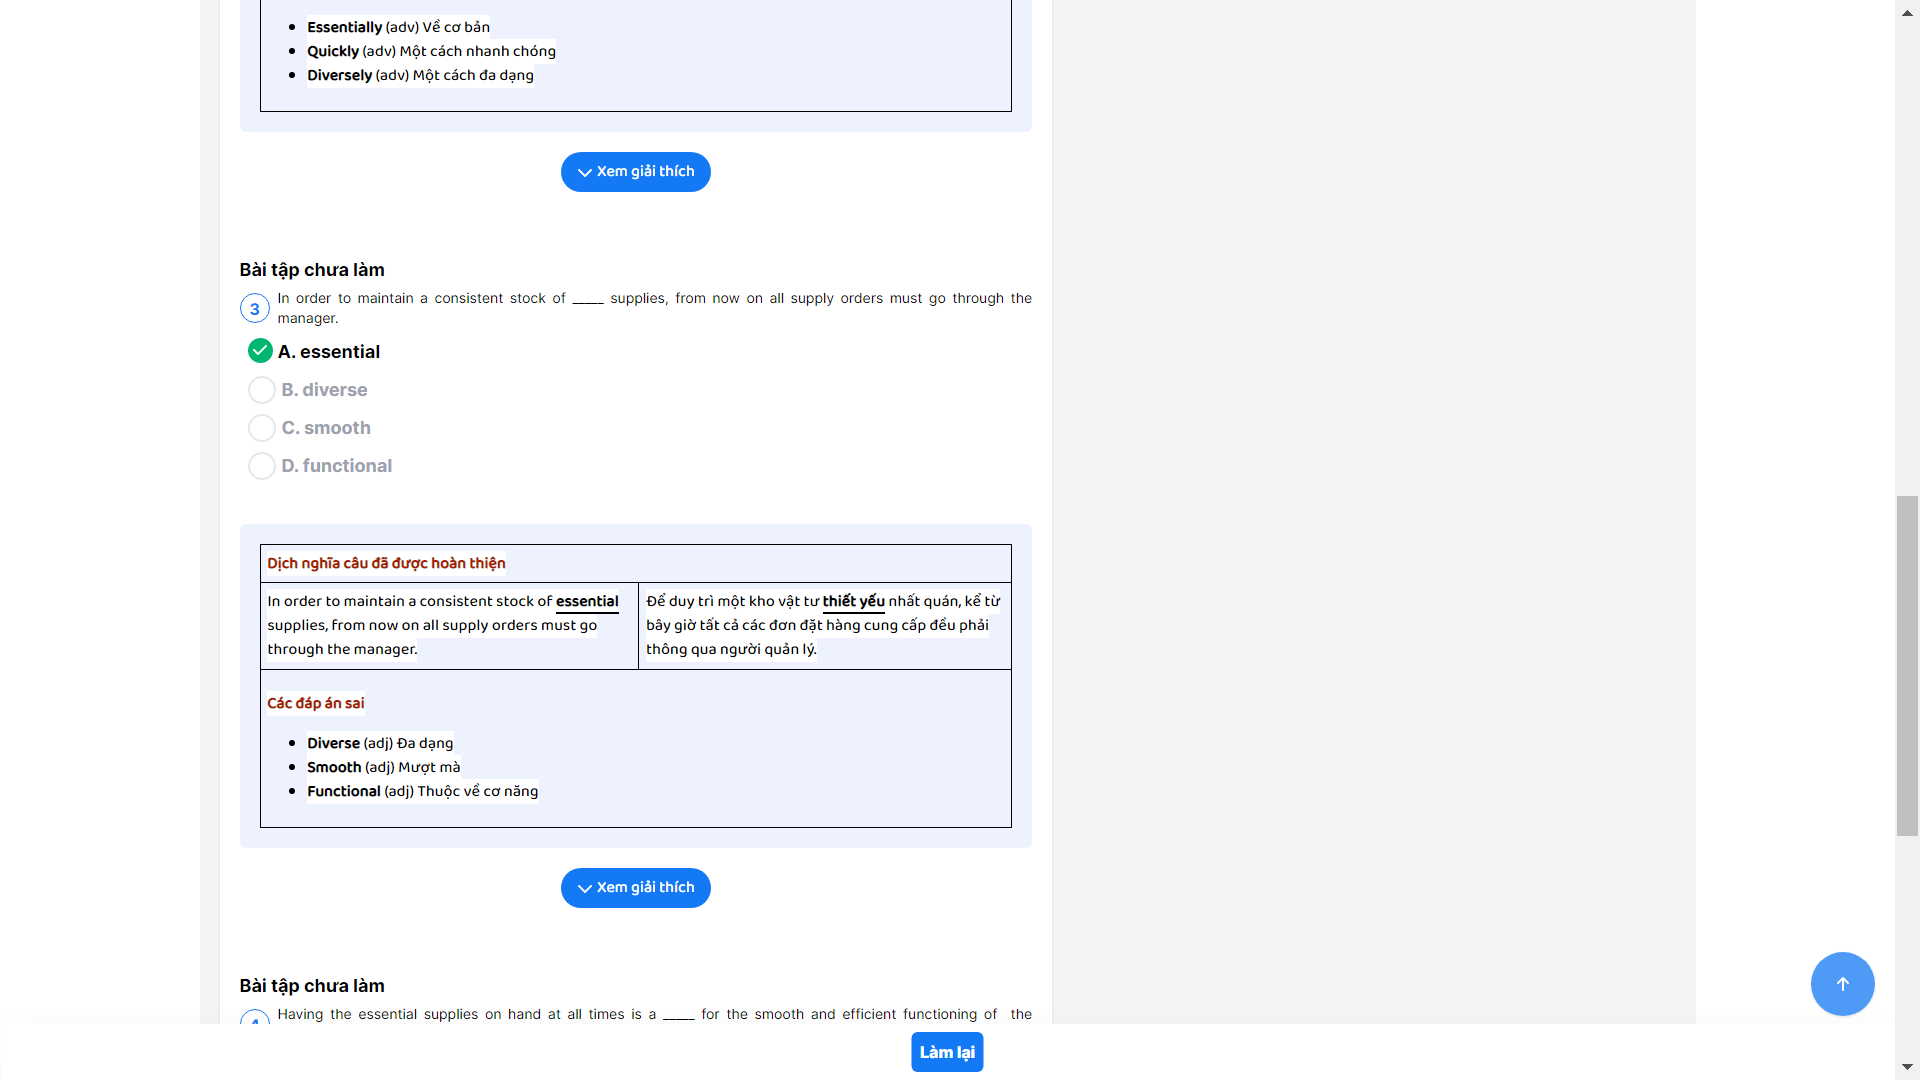 Essentially (adv) Về cơ bản
Quickly (adv) Một cách nhanh chóng
Diversely (adv) Một cách đa dạng
Xem giải thích
Bài tập chưa làm
3
In order to maintain a consistent stock of _____ supplies, from now on all supply orders must go through the
manager.
A. essential
B. diverse
C. smooth
D. functional
Dịch nghĩa câu đã được hoàn thiện
In order to maintain a consistent stock of essential
supplies, from now on all supply orders must go
through the manager.
Để duy trì một kho vật tư thiết yếu nhất quán, kể từ
bây giờ tất cả các đơn đặt hàng cung cấp đều phải
thông qua người quản lý.
Các đáp án sai
Diverse (adj) Đa dạng
Smooth (adj) Mượt mà
Functional (adj) Thuộc về cơ năng
Xem giải thích
Bài tập chưa làm
4
Having the essential supplies on hand at all times is a _____ for the smooth and efficient functioning of the
Làm lại